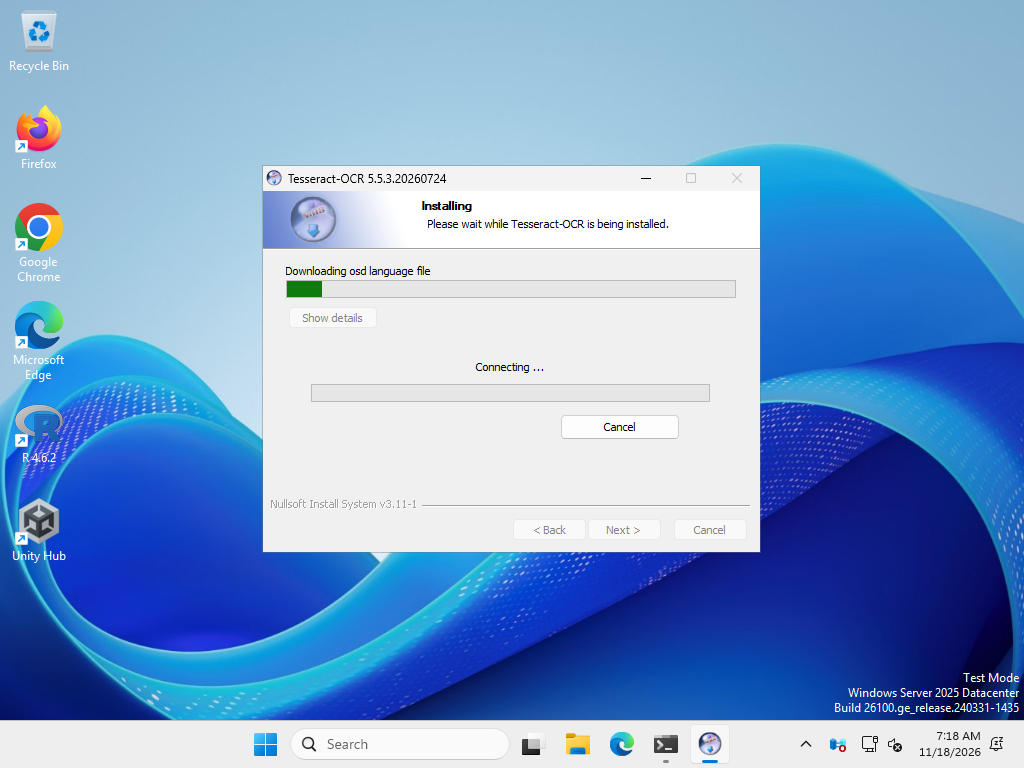 Recycle Bin
Firefox
Google
Chrome
Microsoft
Edge
R 4.6.2
Unity Hub
Tesseract-OCR 5.5.3.20260724
Installing
Please wait while Tesseract-OCR is being installed.
Downloading osd language file
Show details
Connecting ...
Cancel
Nullsoft Install System v3.11-1
< Back
Next >
Cancel
Test Mode
Windows Server 2025 Datacenter
Build 26100.ge_release.240331-1435
Search
7:18 AM
11/18/2026